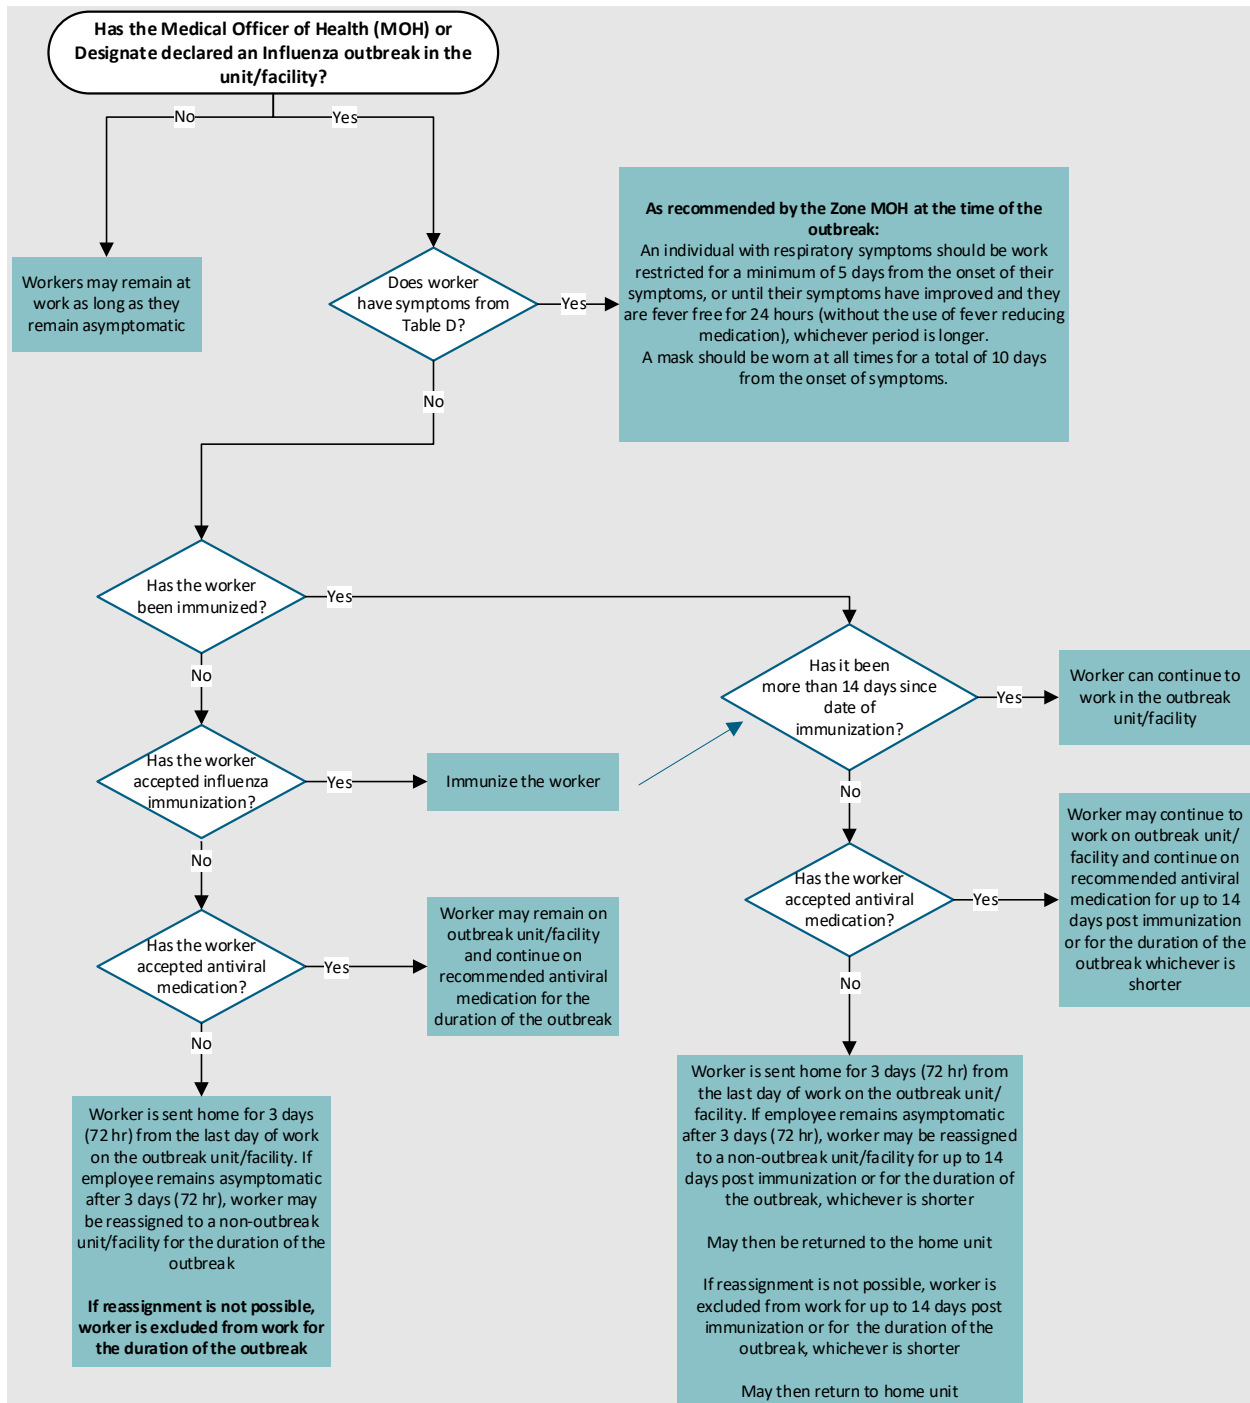 Has the Medical Officer of Health (MOH) or
Designate declared an Influenza outbreak in the
unit/facility?
No
Yes
Workers may remain at
work as long as they
remain asymptomatic
Does worker
have symptoms from
Table D?
Yes
As recommended by the Zone MOH at the time of the
outbreak:
An individual with respiratory symptoms should be work
restricted for a minimum of 5 days from the onset of their
symptoms, or until their symptoms have improved and they
are fever free for 24 hours (without the use of fever reducing
medication), whichever period is longer.
A mask should be worn at all times for a total of 10 days
from the onset of symptoms.
No
Has the worker
been immunized?
Yes
No
Has it been
more than 14 days since
date of
immunization?
Yes
Worker can continue to
work in the outbreak
unit/facility
Has the worker
accepted influenza
immunization?
Yes
Immunize the worker
No
No
Has the worker
accepted antiviral
medication?
Yes
Worker may continue to
work on outbreak unit/
facility and continue on
recommended antiviral
medication for up to 14
days post immunization
or for the duration of the
outbreak whichever is
shorter
Has the worker
accepted antiviral
medication?
Yes
Worker may remain on
outbreak unit/facility
and continue on
recommended antiviral
medication for the
duration of the outbreak
No
No
Worker is sent home for 3 days
(72 hr) from the last day of work
on the outbreak unit/facility. If
employee remains asymptomatic
after 3 days (72 hr), worker may
be reassigned to a non-outbreak
unit/facility for the duration of the
outbreak
If reassignment is not possible,
worker is excluded from work for
the duration of the outbreak
Worker is sent home for 3 days (72 hr) from
the last day of work on the outbreak unit/
facility. If employee remains asymptomatic
after 3 days (72 hr), worker may be reassigned
to a non-outbreak unit/facility for up to 14
days post immunization or for the duration of
the outbreak, whichever is shorter
May then be returned to the home unit
If reassignment is not possible, worker is
excluded from work for up to 14 days post
immunization or for the duration of the
outbreak, whichever is shorter
May then return to home unit